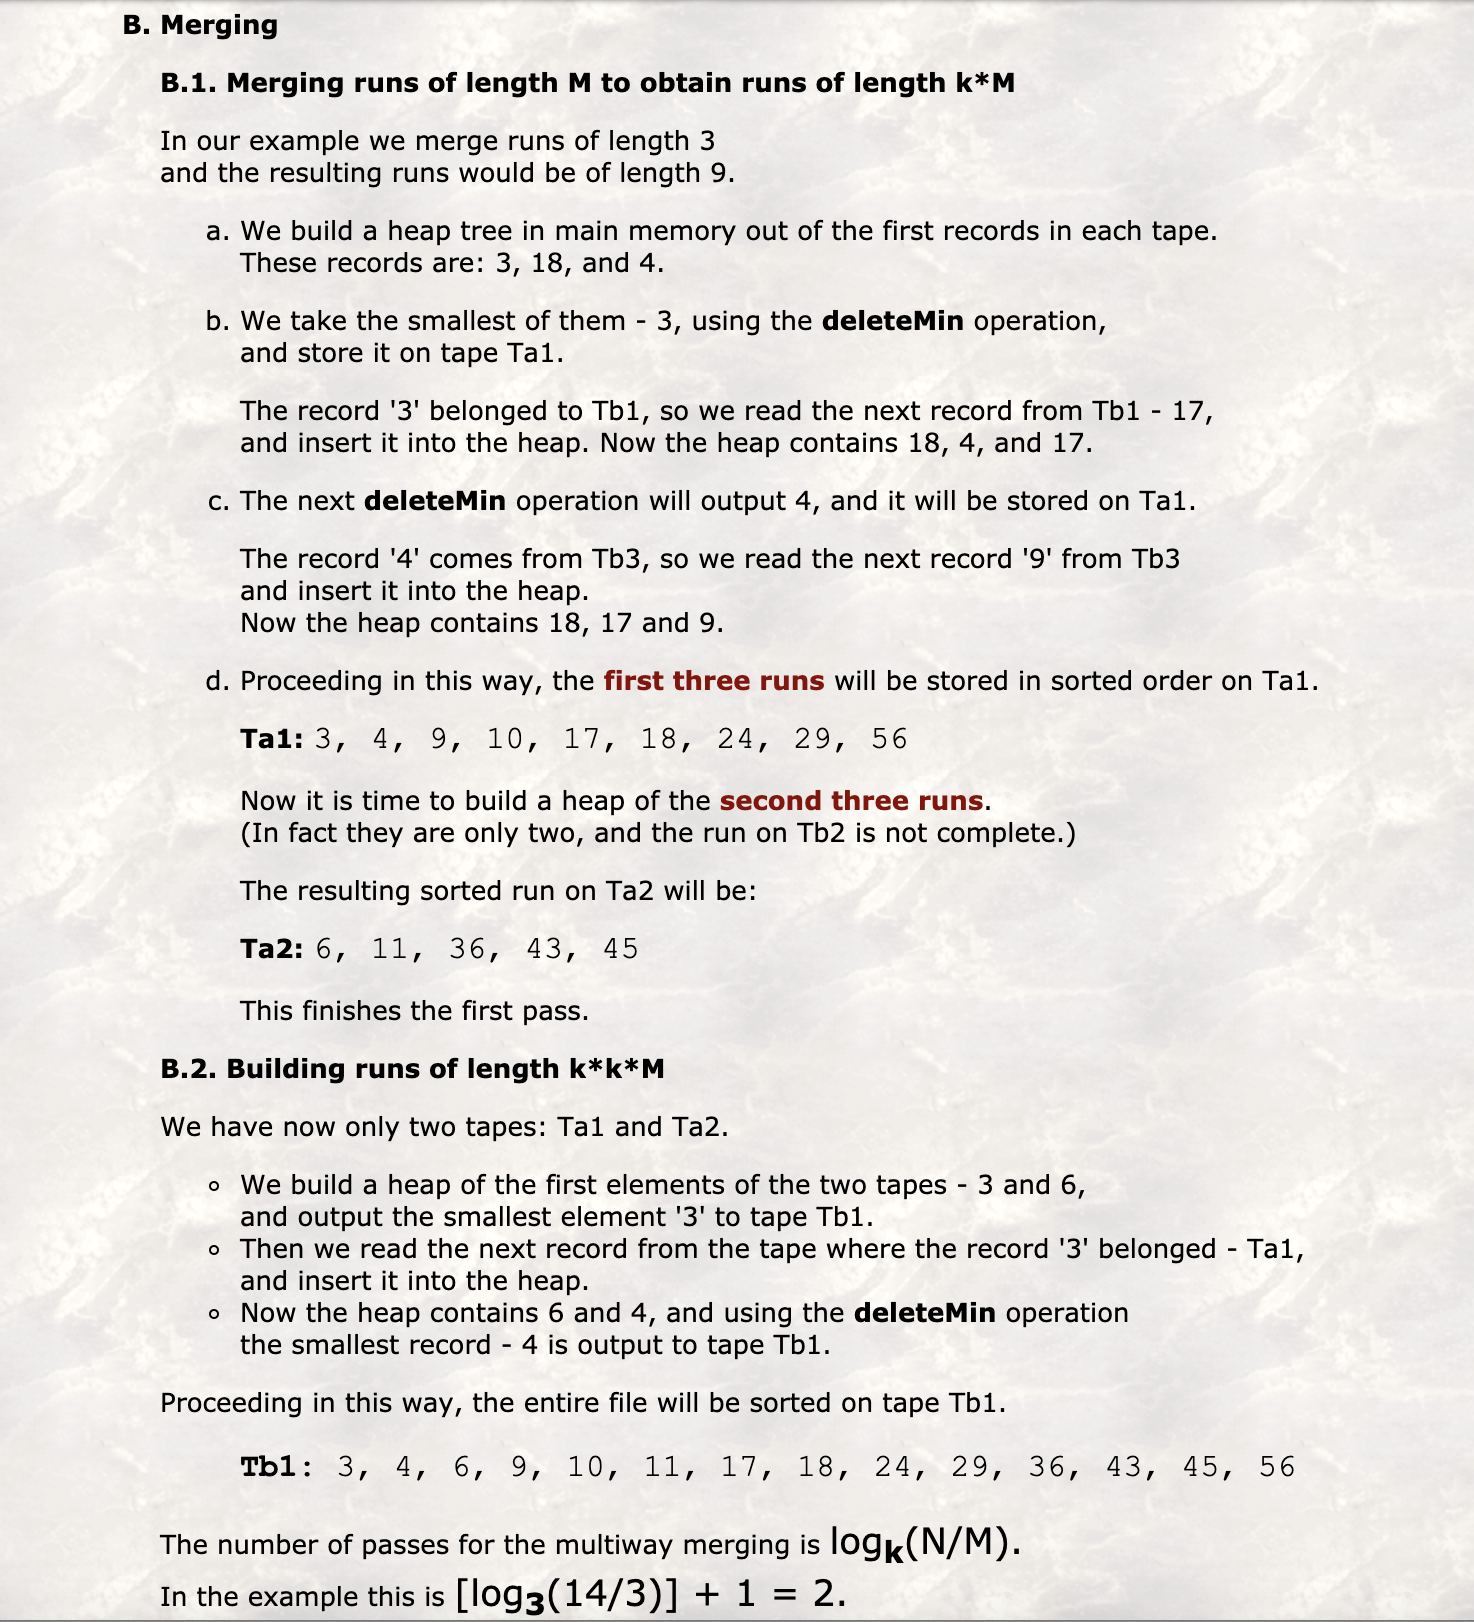 B. Merging
B.1. Merging runs of length M to obtain runs of length k*M
In our example we merge runs of length 3
and the resulting runs would be of length 9.
a. We build a heap tree in main memory out of the first records in each tape.
These records are: 3, 18, and 4.
b. We take the smallest of them - 3, using the deleteMin operation,
and store it on tape Ta1.
The record '3' belonged to Tb1, so we read the next record from Tb1 - 17,
and insert it into the heap. Now the heap contains 18, 4, and 17.
c. The next deleteMin operation will output 4, and it will be stored on Ta1.
The record '4' comes from Tb3, so we read the next record '9' from Tb3
and insert it into the heap.
Now the heap contains 18, 17 and 9.
d. Proceeding in this way, the first three runs will be stored in sorted order on Ta1.
Ta1: 3, 4, 9, 10, 17, 18, 24, 29, 56
Now it is time to build a heap of the second three runs.
(In fact they are only two, and the run on Tb2 is not complete.)
The resulting sorted run on Ta2 will be:
Ta2: 6, 11, 36, 43, 45
This finishes the first pass.
B.2. Building runs of length k*k*M
We have now only two tapes: Ta1 and Ta2.
o We build a heap of the first elements of the two tapes - 3 and 6,
and output the smallest element '3' to tape Tb1.
o Then we read the next record from the tape where the record '3' belonged - Ta1,
and insert it into the heap.
o Now the heap contains 6 and 4, and using the deleteMin operation
the smallest record - 4 is output to tape Tb1.
Proceeding in this way, the entire file will be sorted on tape Tb1.
Tb1: 3, 4, 6, 9, 10, 11, 17, 18, 24, 29, 36, 43, 45, 56
The number of passes for the multiway merging is logk(N/M).
In the example this is [log3(14/3)] + 1 = 2.